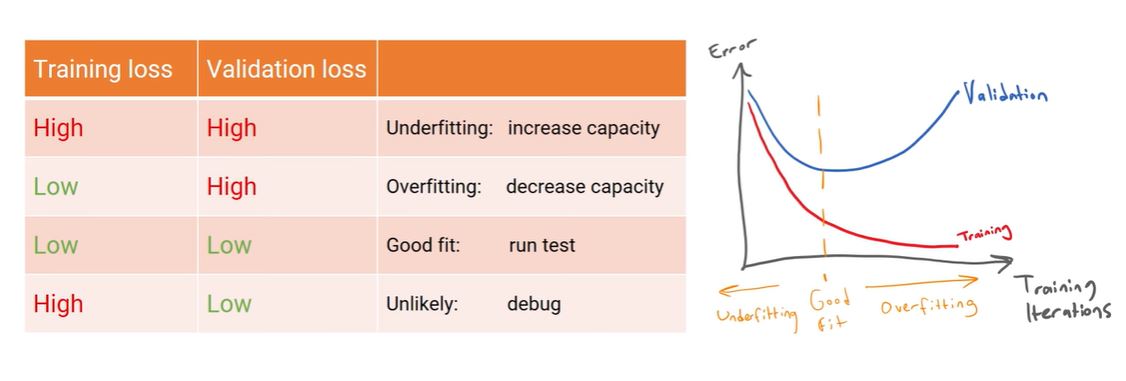 Training loss Validation loss
High High Underfitting: increase capacity
Low High Overfitting: decrease capacity
Low Low Good fit: run test
High Low Unlikely: debug
Error
Validation
Training
Training
Iterations
Underfitting
Good
fit
Overfitting